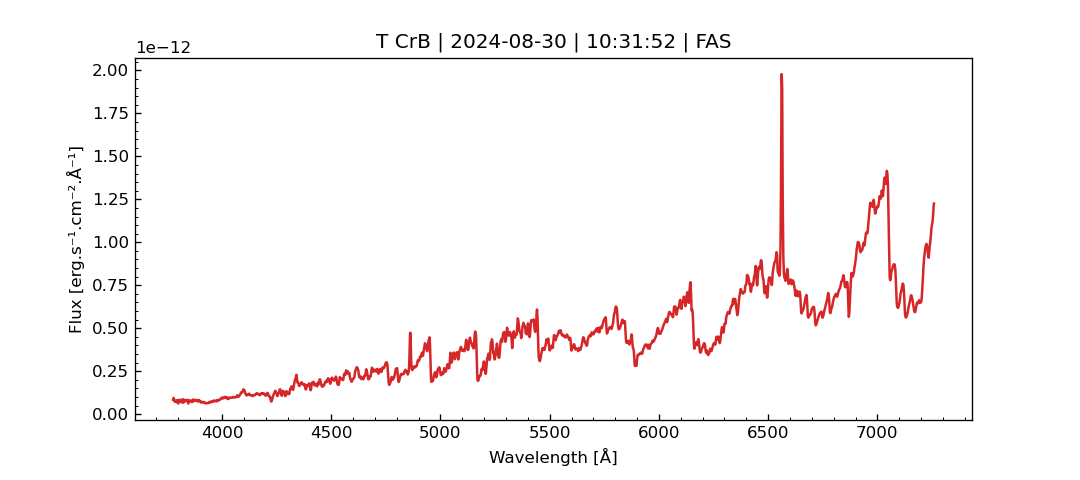 T CrB | 2024-08-30 | 10:31:52 | FAS
1e−12
2.00
1.75
1.50
1.25
1.00
0.75
0.50
0.25
0.00
Flux [erg.s⁻¹.cm⁻².Å⁻¹]
4000 4500 5000 5500 6000 6500 7000
Wavelength [Å]